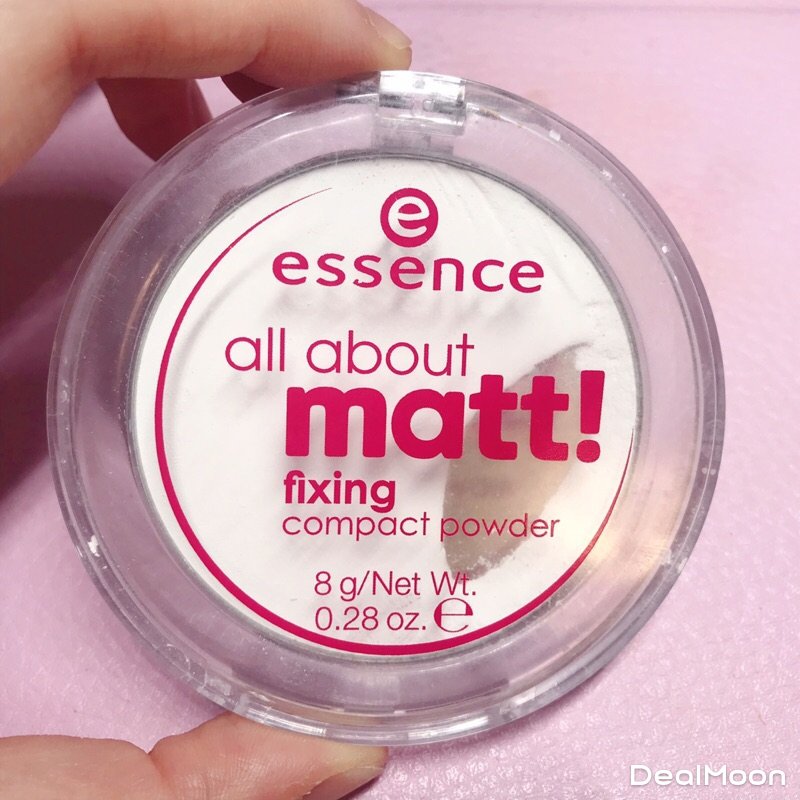 e
essence
all about
matt!
fixing
compact powder
8 g/Net Wt.
0.28 oz. ℮
DealMoon